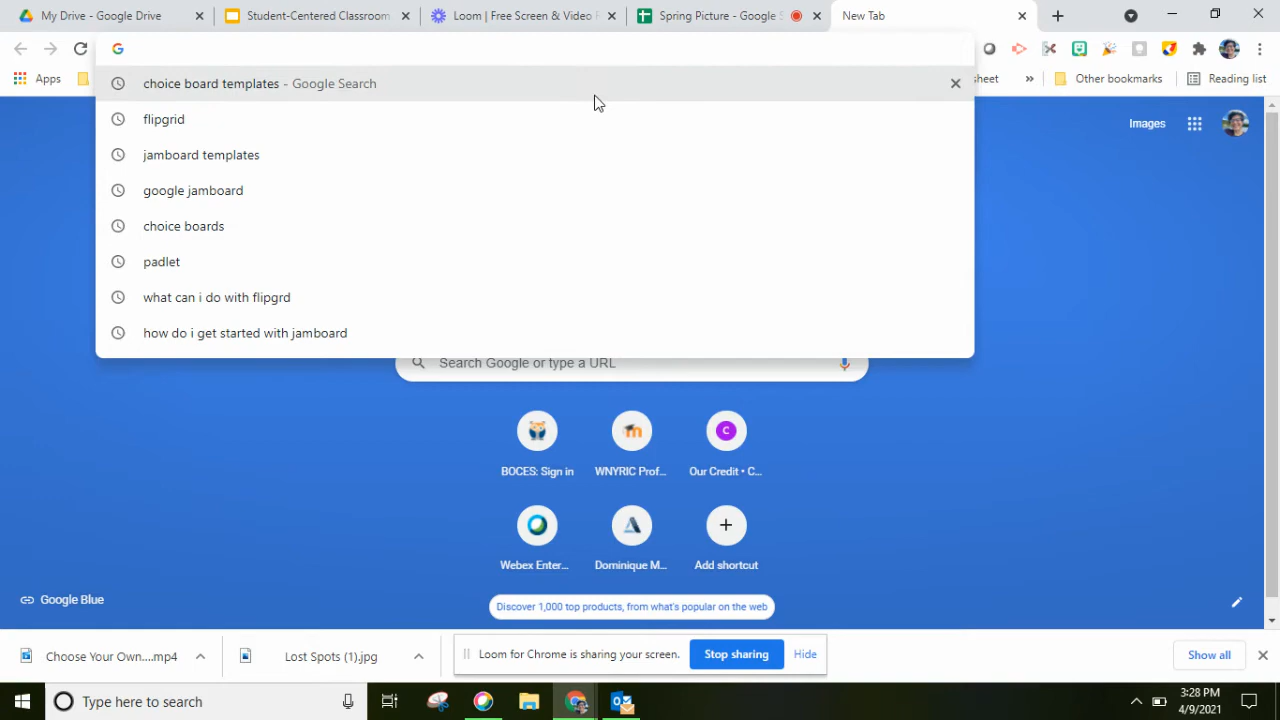 My Drive - Google Drive
Student-Centered Classroom
Loom | Free Screen & Video F
Spring Picture - Google S
New Tab
Apps
sheet
Other bookmarks
Reading list
choice board templates - Google Search
flipgrid
jamboard templates
google jamboard
choice boards
padlet
what can i do with flipgrd
how do i get started with jamboard
Images
Search Google or type a URL
C
BOCES: Sign in
WNYRIC Prof...
Our Credit • C...
Webex Enter...
Dominique M...
Add shortcut
Google Blue
Discover 1,000 top products, from what's popular on the web
Choose Your Own....mp4
Lost Spots (1).jpg
Loom for Chrome is sharing your screen.
Stop sharing
Hide
Show all
Type here to search
3:28 PM
4/9/2021